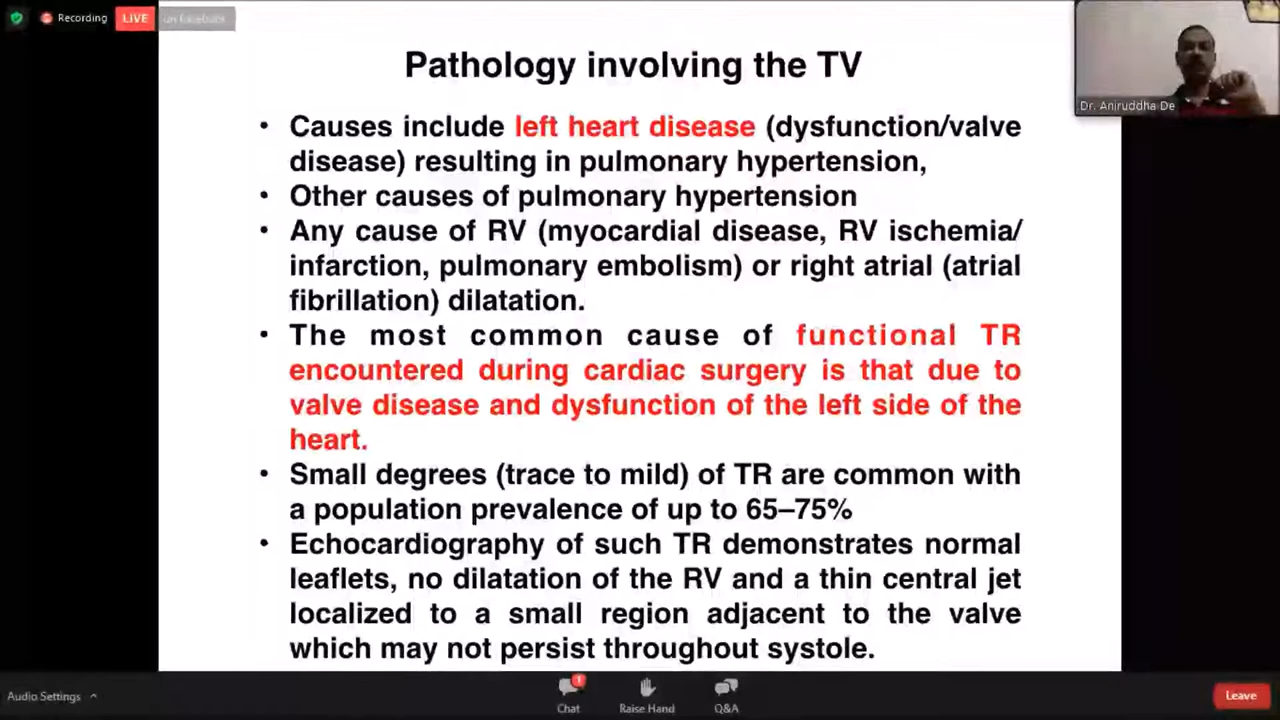 Recording
LIVE
on Facebook
Pathology involving the TV
Dr. Aniruddha De
• Causes include left heart disease (dysfunction/valve
disease) resulting in pulmonary hypertension,
• Other causes of pulmonary hypertension
• Any cause of RV (myocardial disease, RV ischemia/
infarction, pulmonary embolism) or right atrial (atrial
fibrillation) dilatation.
• The most common cause of functional TR
encountered during cardiac surgery is that due to
valve disease and dysfunction of the left side of the
heart.
• Small degrees (trace to mild) of TR are common with
a population prevalence of up to 65–75%
• Echocardiography of such TR demonstrates normal
leaflets, no dilatation of the RV and a thin central jet
localized to a small region adjacent to the valve
which may not persist throughout systole.
Audio Settings
1
Chat
Raise Hand
Q&A
Leave